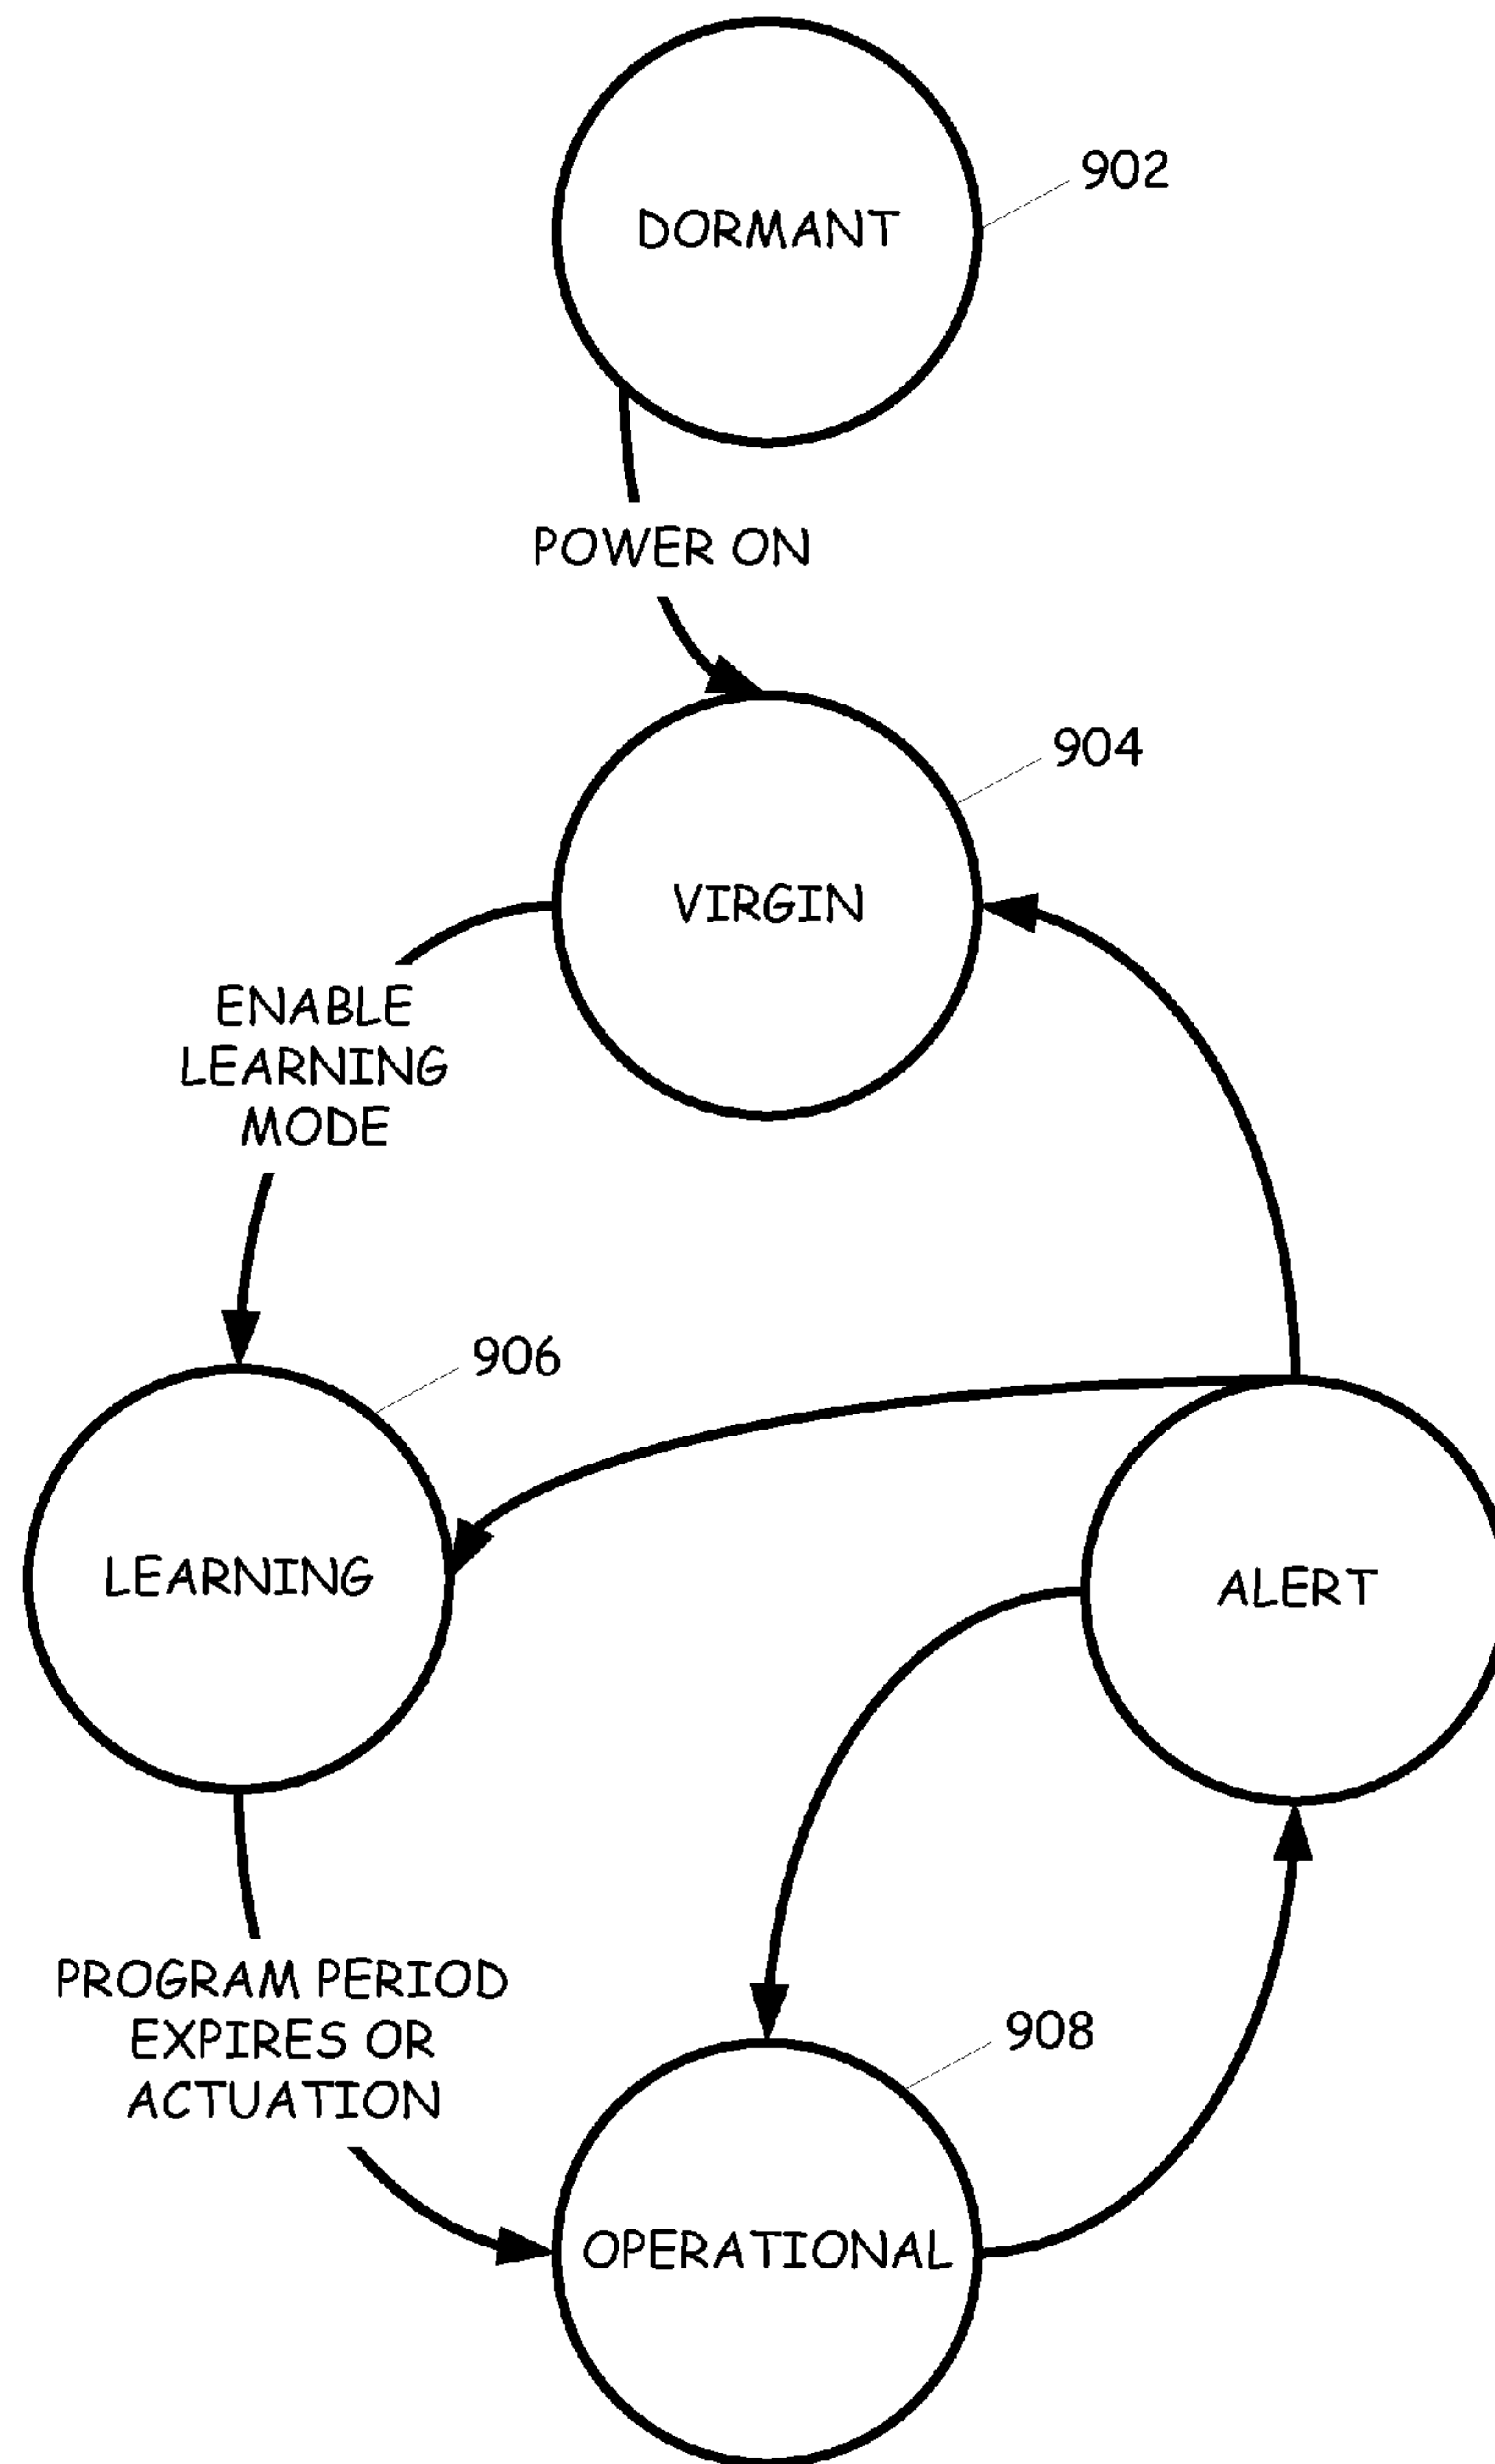 DORMANT
902
POWER ON
904
VIRGIN
ENABLE
LEARNING
MODE
906
LEARNING
ALERT
PROGRAM PERIOD
EXPIRES OR
ACTUATION
908
OPERATIONAL